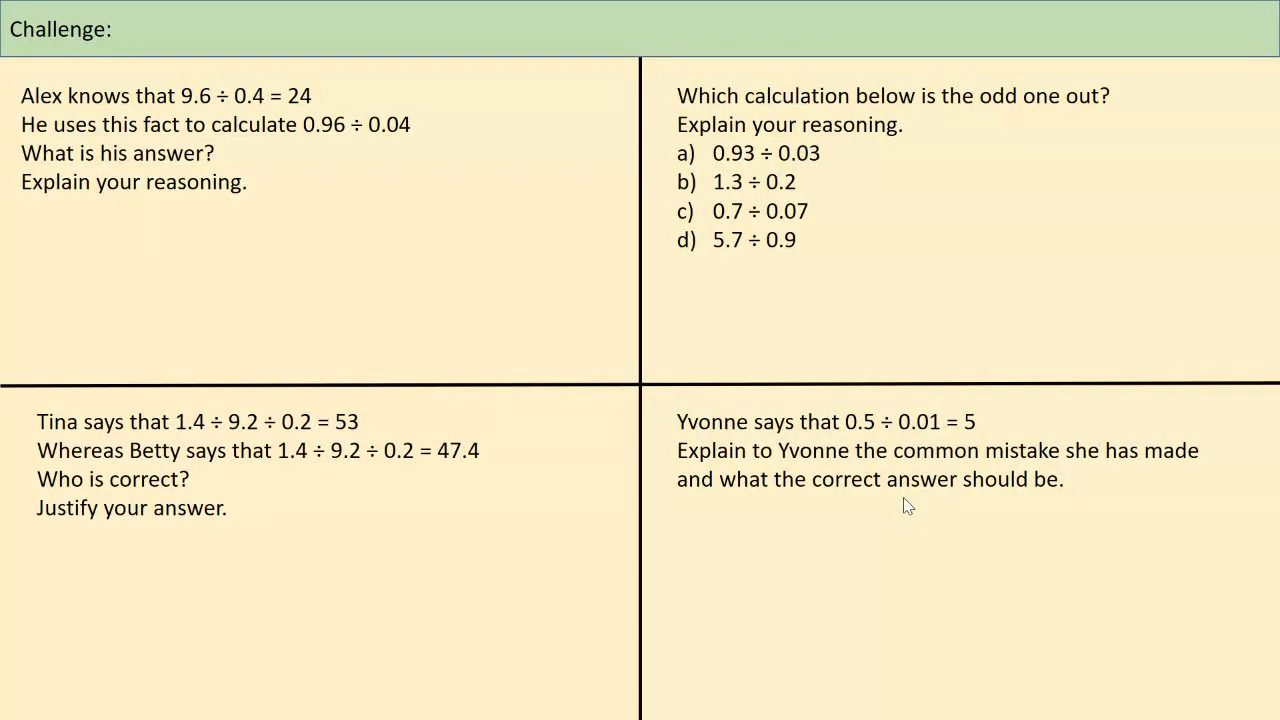 Challenge:
Alex knows that 9.6 ÷ 0.4 = 24
He uses this fact to calculate 0.96 ÷ 0.04
What is his answer?
Explain your reasoning.
Which calculation below is the odd one out?
Explain your reasoning.
a) 0.93 ÷ 0.03
b) 1.3 ÷ 0.2
c) 0.7 ÷ 0.07
d) 5.7 ÷ 0.9
Tina says that 1.4 ÷ 9.2 ÷ 0.2 = 53
Whereas Betty says that 1.4 ÷ 9.2 ÷ 0.2 = 47.4
Who is correct?
Justify your answer.
Yvonne says that 0.5 ÷ 0.01 = 5
Explain to Yvonne the common mistake she has made
and what the correct answer should be.